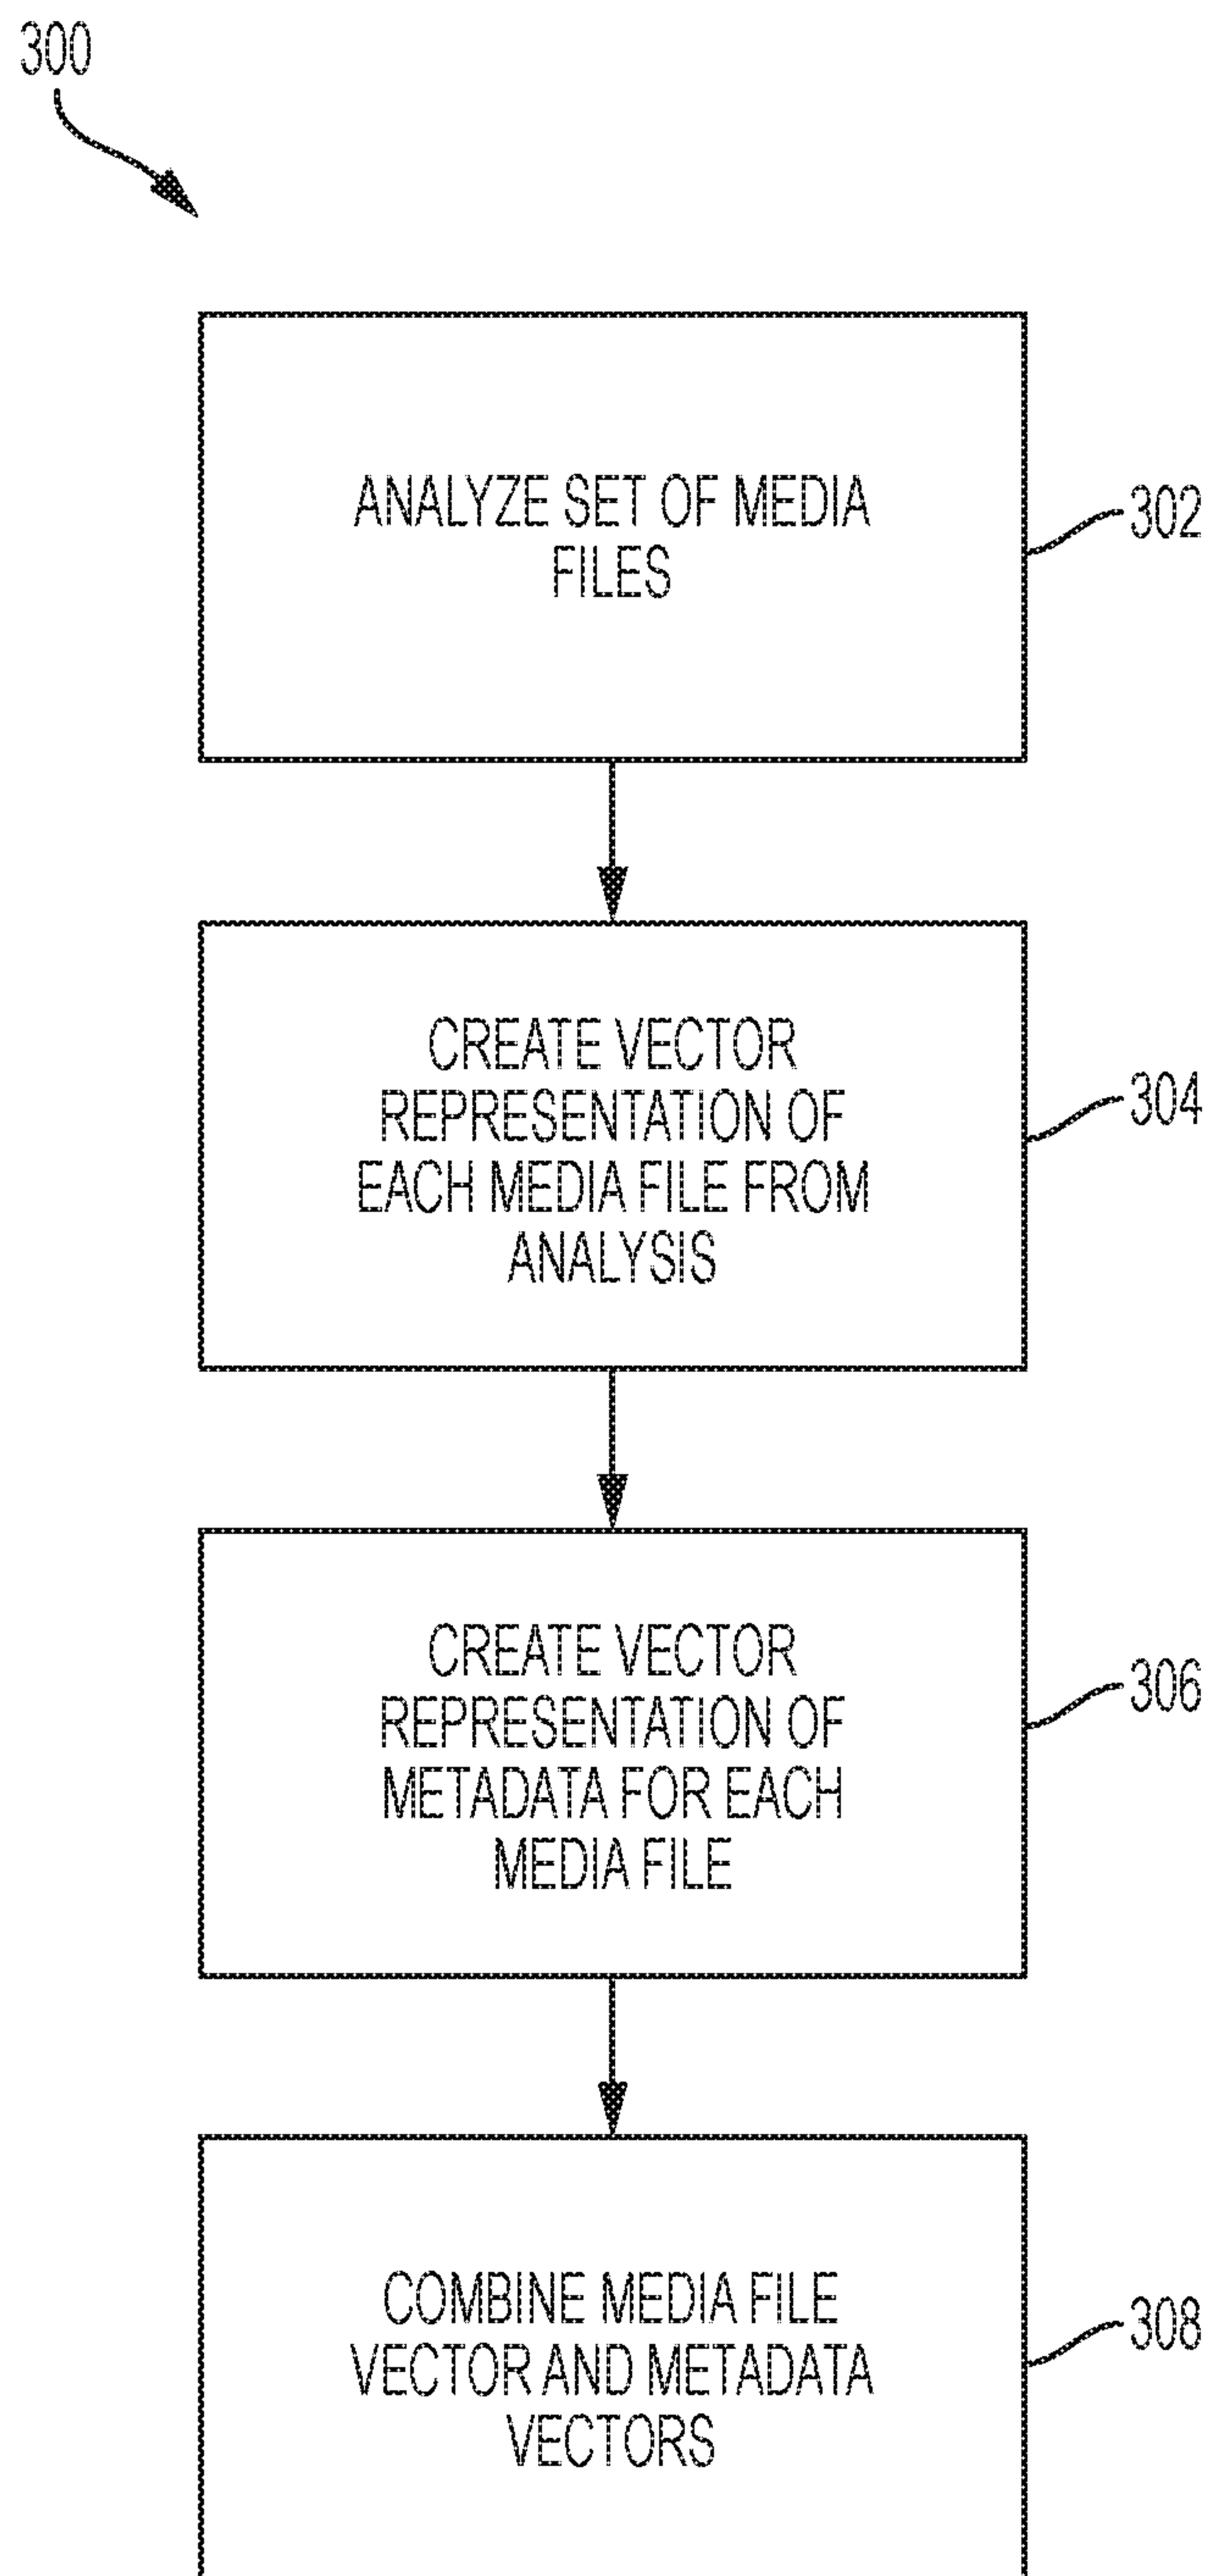 300
ANALYZE SET OF MEDIA
FILES
302
CREATE VECTOR
REPRESENTATION OF
EACH MEDIA FILE FROM
ANALYSIS
304
CREATE VECTOR
REPRESENTATION OF
METADATA FOR EACH
MEDIA FILE
306
COMBINE MEDIA FILE
VECTOR AND METADATA
VECTORS
308